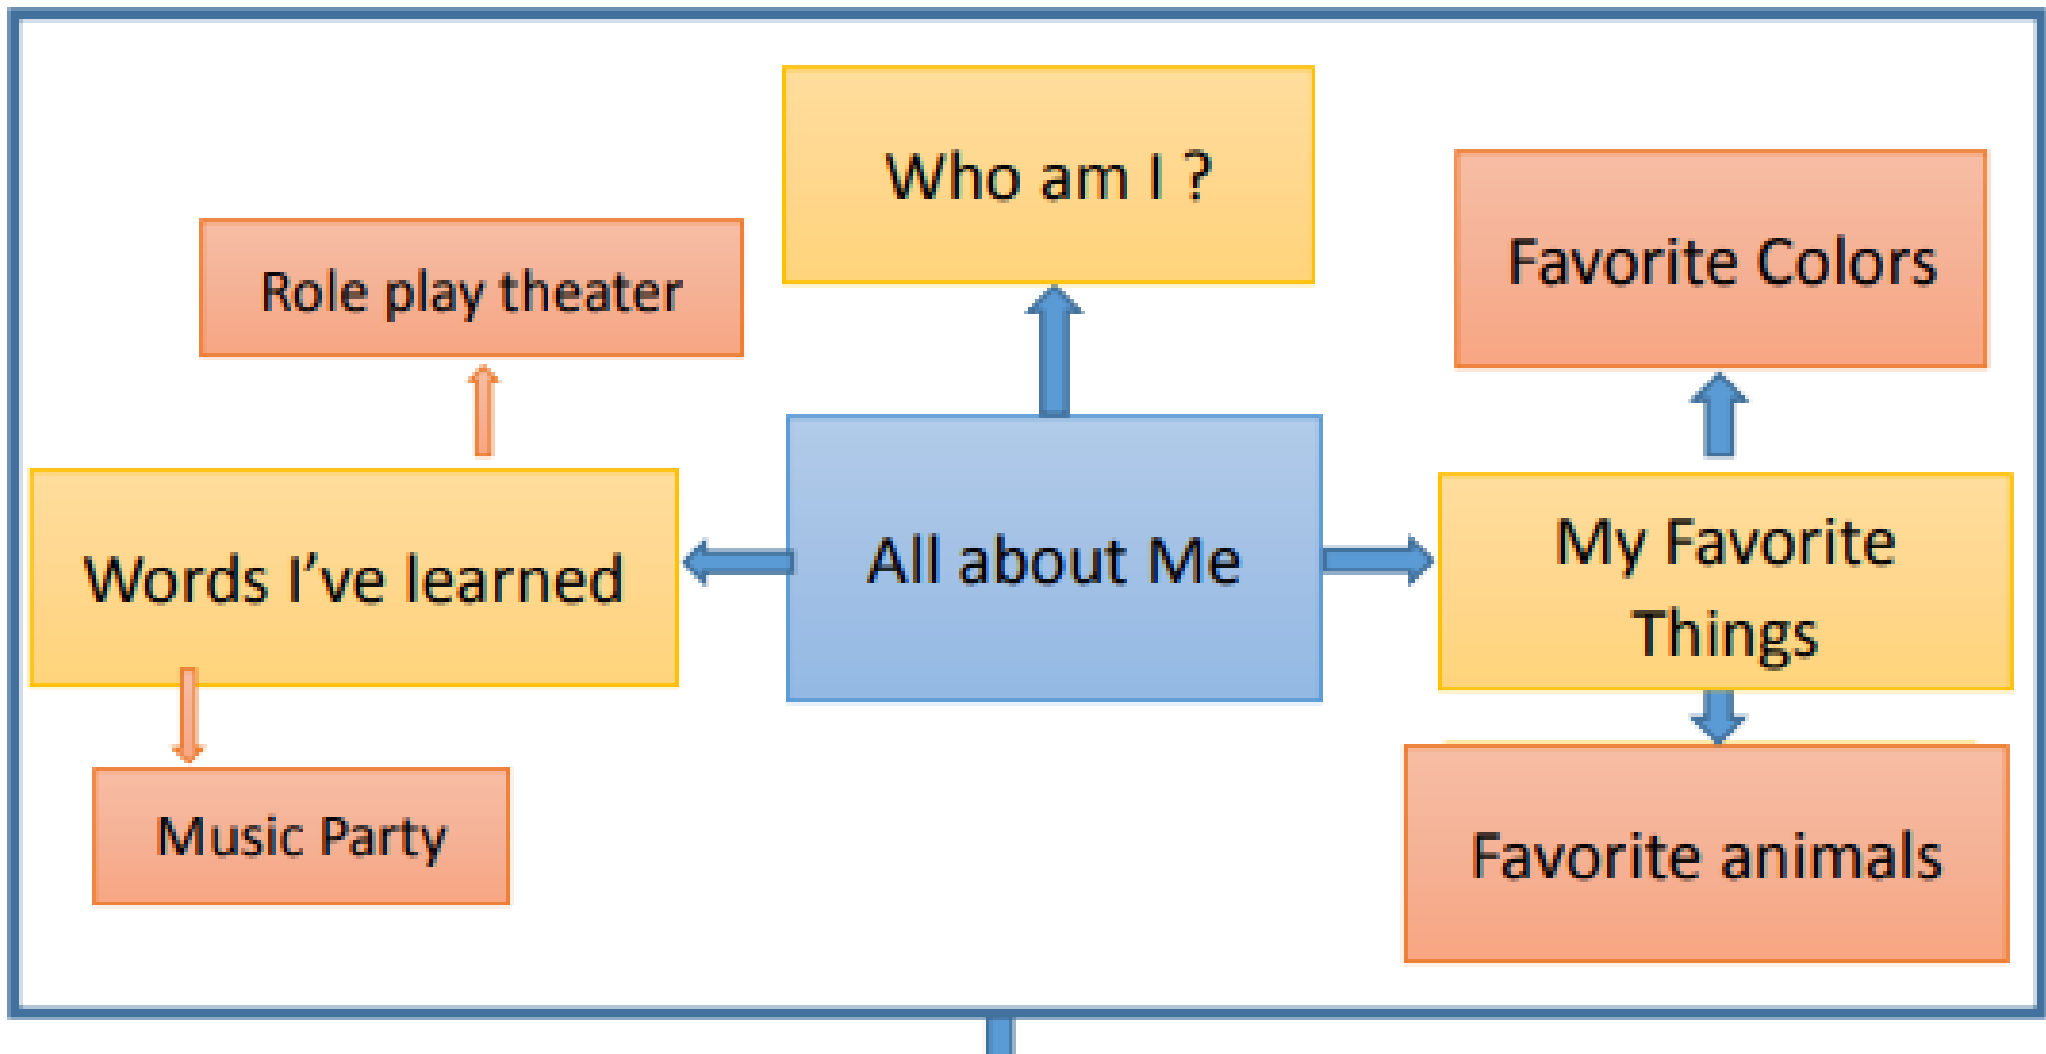 Who am I ?
Favorite Colors
Role play theater
All about Me
My Favorite
Things
Words I've learned
Music Party
Favorite animals